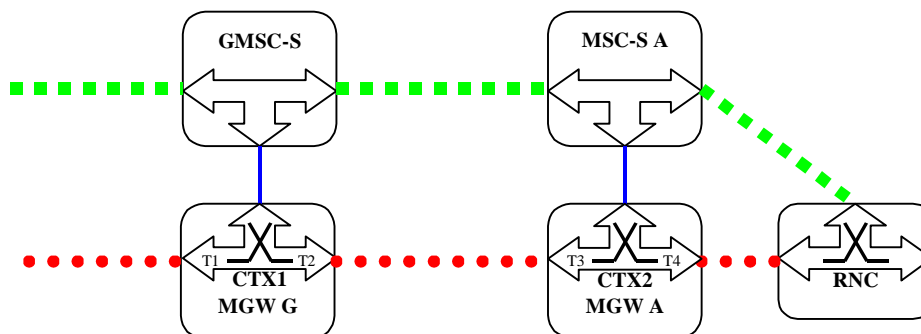 GMSC-S
MSC-S A
T1
T2
CTX1
MGW G
T3
T4
CTX2
MGW A
RNC